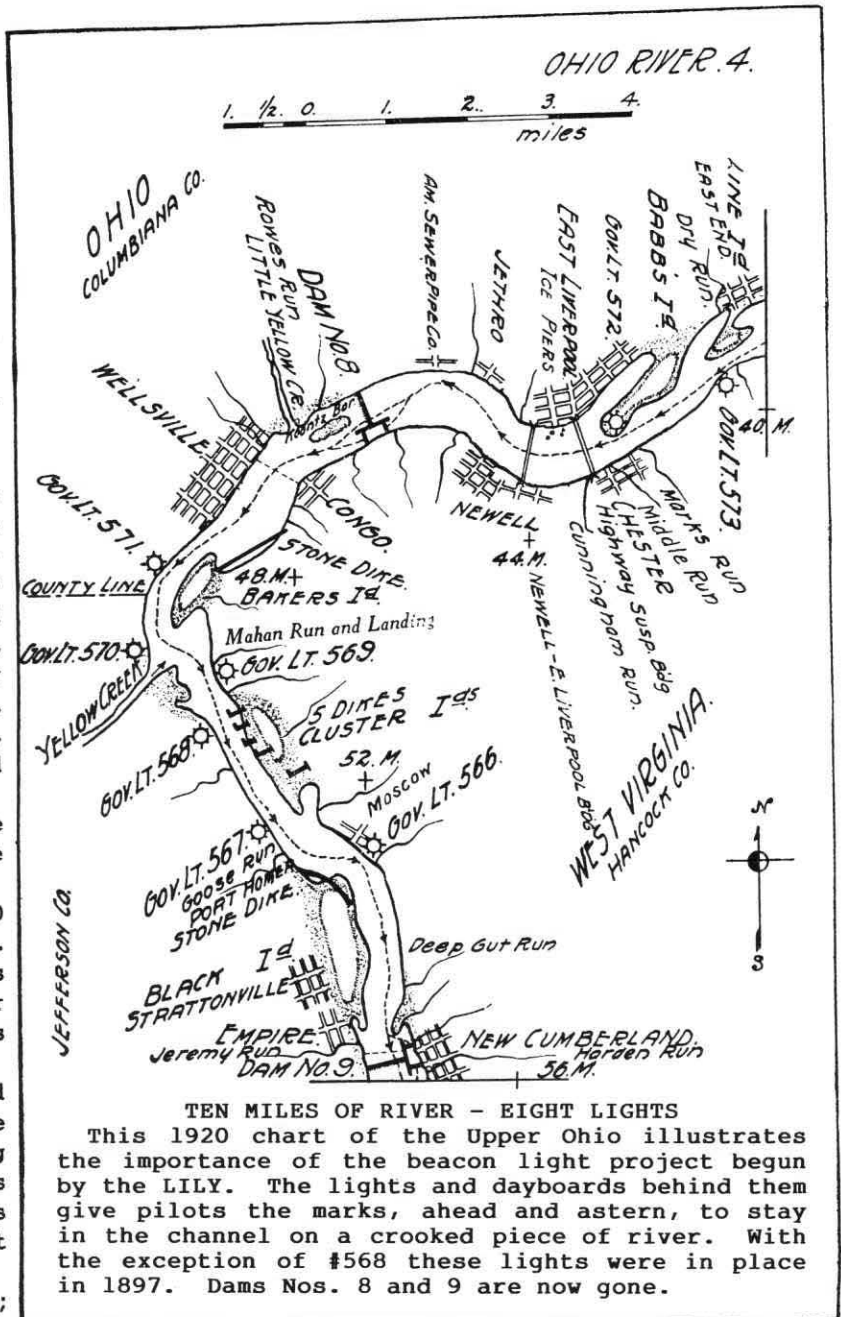 OHIO RIVER. 4.
1. ½. 0. 1. 2.. 3. 4.
miles
OHIO
COLUMBIANA CO.
Rowes Run
LITTLE YELLOW CR.
DAM NO. 8.
AM. SEWER PIPE CO.
JETHRO
EAST LIVERPOOL
ICE PIERS
GOV. LT. 572.
BABB'S Id
Dry Run.
EAST END.
LINE Id
WELLSVILLE
Koontz Bar
GOV. LT. 573.
40. M.
GOV. LT. 571.
CONGO.
NEWELL
44. M.
Marks Run
Middle Run
CHESTER
Highway Susp. Bdg
Cunningham Run.
NEWELL-E. LIVERPOOL Bdg
COUNTY LINE
STONE DIKE.
48. M.
BAKERS Id.
Mahan Run and Landing
GOV. LT. 570.
GOV. LT. 569.
YELLOW CREEK
5 DIKES
CLUSTER Ids
GOV. LT. 568.
52. M.
Moscow
GOV. LT. 566.
WEST VIRGINIA.
HANCOCK CO.
GOV. LT. 567.
Goose Run
PORT HOMER
STONE DIKE.
N
S
JEFFERSON CO.
BLACK Id
STRATTONVILLE
Deep Gut Run
EMPIRE.
Jeremy Run
DAM NO. 9.
NEW CUMBERLAND.
Harden Run
56. M.
TEN MILES OF RIVER - EIGHT LIGHTS
This 1920 chart of the Upper Ohio illustrates
the importance of the beacon light project begun
by the LILY. The lights and dayboards behind them
give pilots the marks, ahead and astern, to stay
in the channel on a crooked piece of river. With
the exception of #568 these lights were in place
in 1897. Dams Nos. 8 and 9 are now gone.